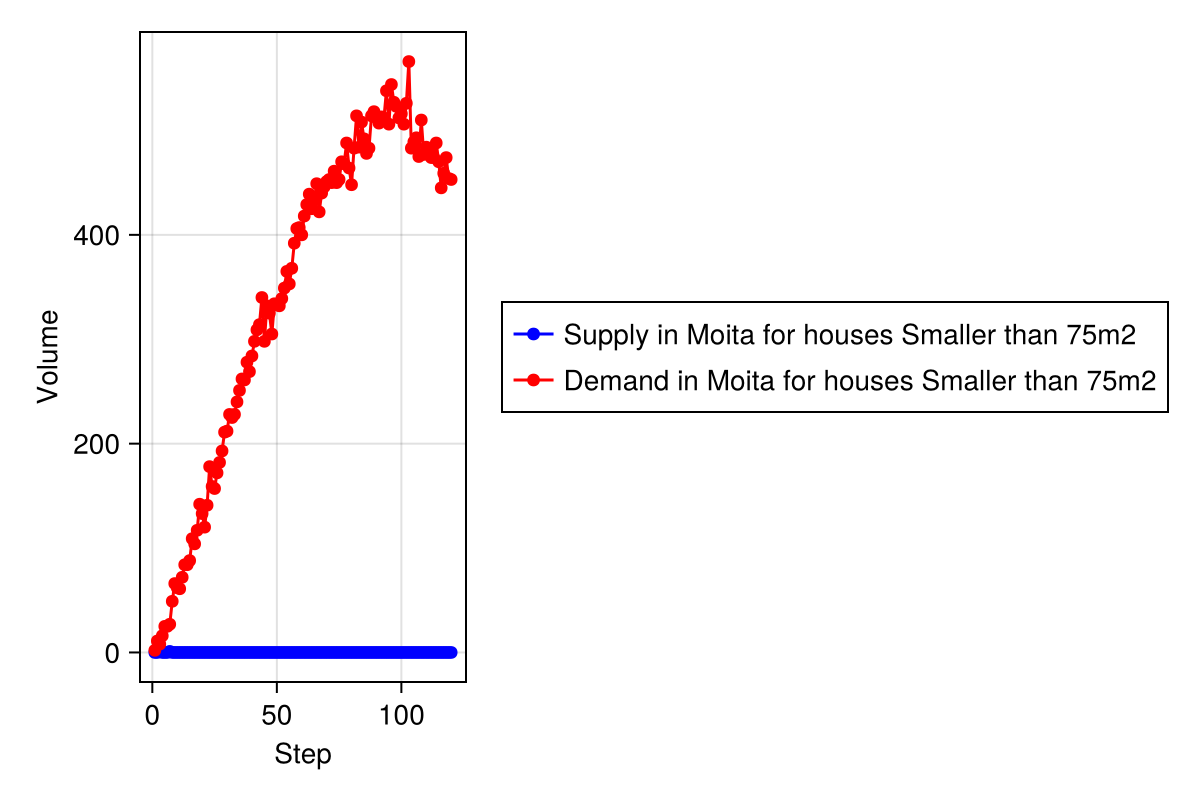 Volume
400
200
0
0
50
100
Step
Supply in Moita for houses Smaller than 75m2
Demand in Moita for houses Smaller than 75m2